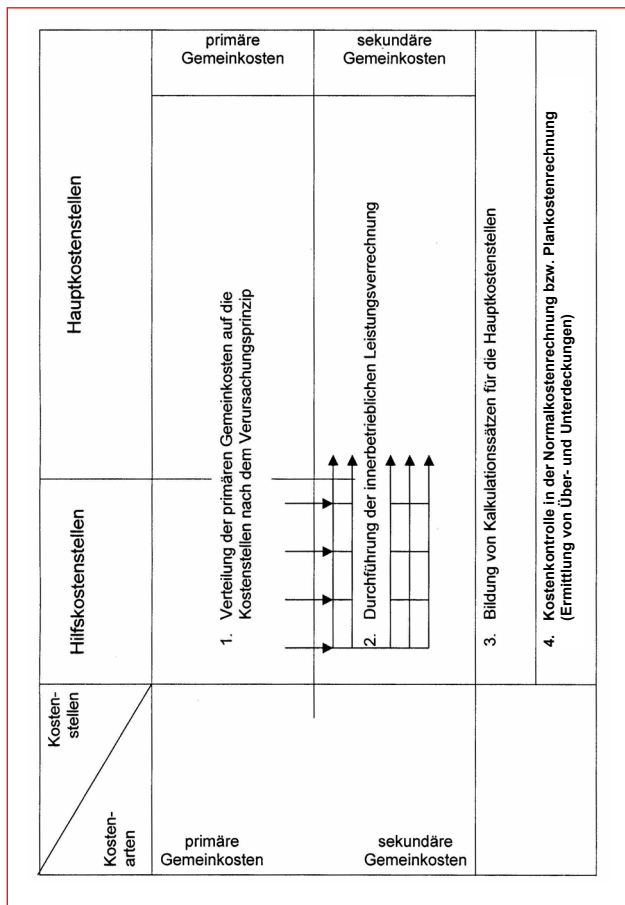 Kosten-
stellen
Kosten-
arten
Hilfskostenstellen
Hauptkostenstellen
primäre
Gemeinkosten
1. Verteilung der primären Gemeinkosten auf die
Kostenstellen nach dem Verursachungsprinzip
primäre
Gemeinkosten
sekundäre
Gemeinkosten
2. Durchführung der innerbetrieblichen Leistungsverrechnung
sekundäre
Gemeinkosten
3. Bildung von Kalkulationssätzen für die Hauptkostenstellen
4. Kostenkontrolle in der Normalkostenrechnung bzw. Plankostenrechnung
(Ermittlung von Über- und Unterdeckungen)